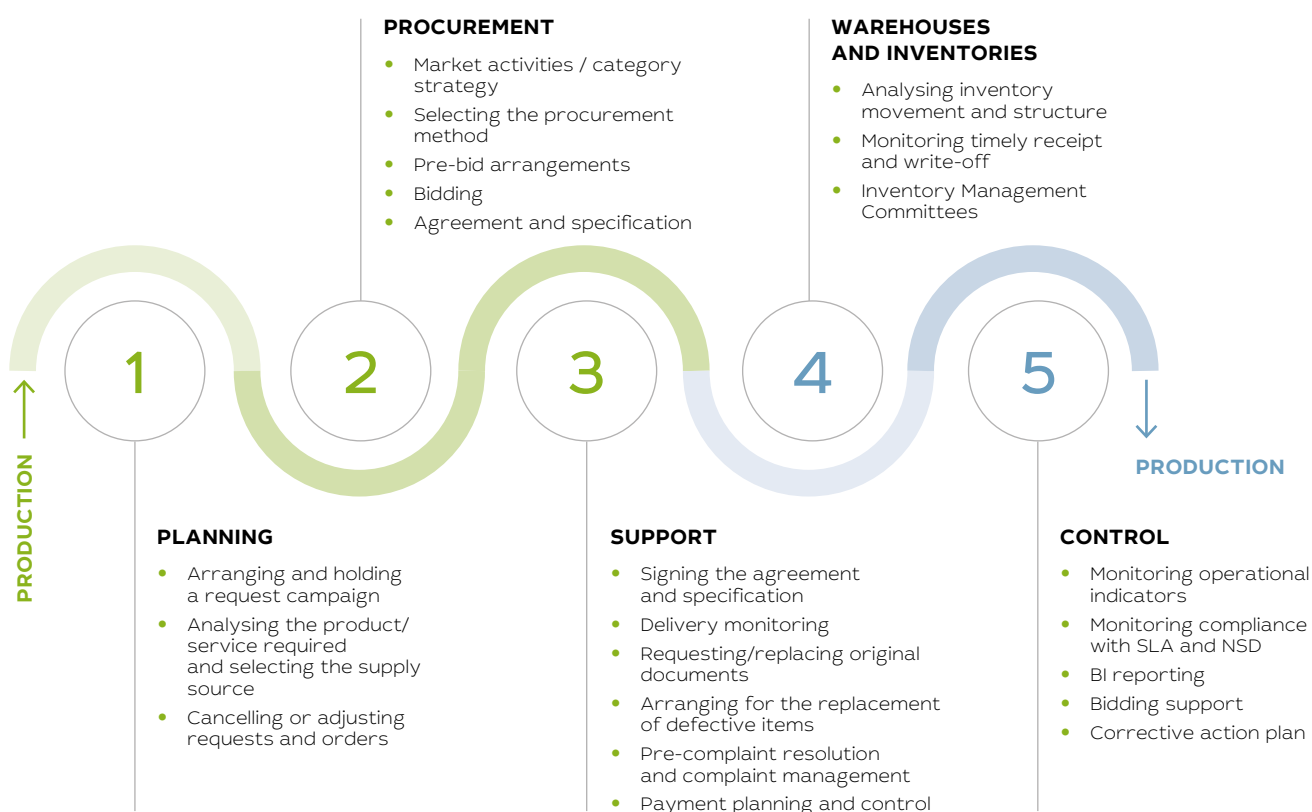 PROCUREMENT
• Market activities / category
strategy
• Selecting the procurement
method
• Pre-bid arrangements
• Bidding
• Agreement and specification
WAREHOUSES
AND INVENTORIES
• Analysing inventory
movement and structure
• Monitoring timely receipt
and write-off
• Inventory Management
Committees
1
2
3
4
5
PRODUCTION
PRODUCTION
PLANNING
• Arranging and holding
a request campaign
• Analysing the product/
service required
and selecting the supply
source
• Cancelling or adjusting
requests and orders
SUPPORT
• Signing the agreement
and specification
• Delivery monitoring
• Requesting/replacing original
documents
• Arranging for the replacement
of defective items
• Pre-complaint resolution
and complaint management
• Payment planning and control
CONTROL
• Monitoring operational
indicators
• Monitoring compliance
with SLA and NSD
• BI reporting
• Bidding support
• Corrective action plan